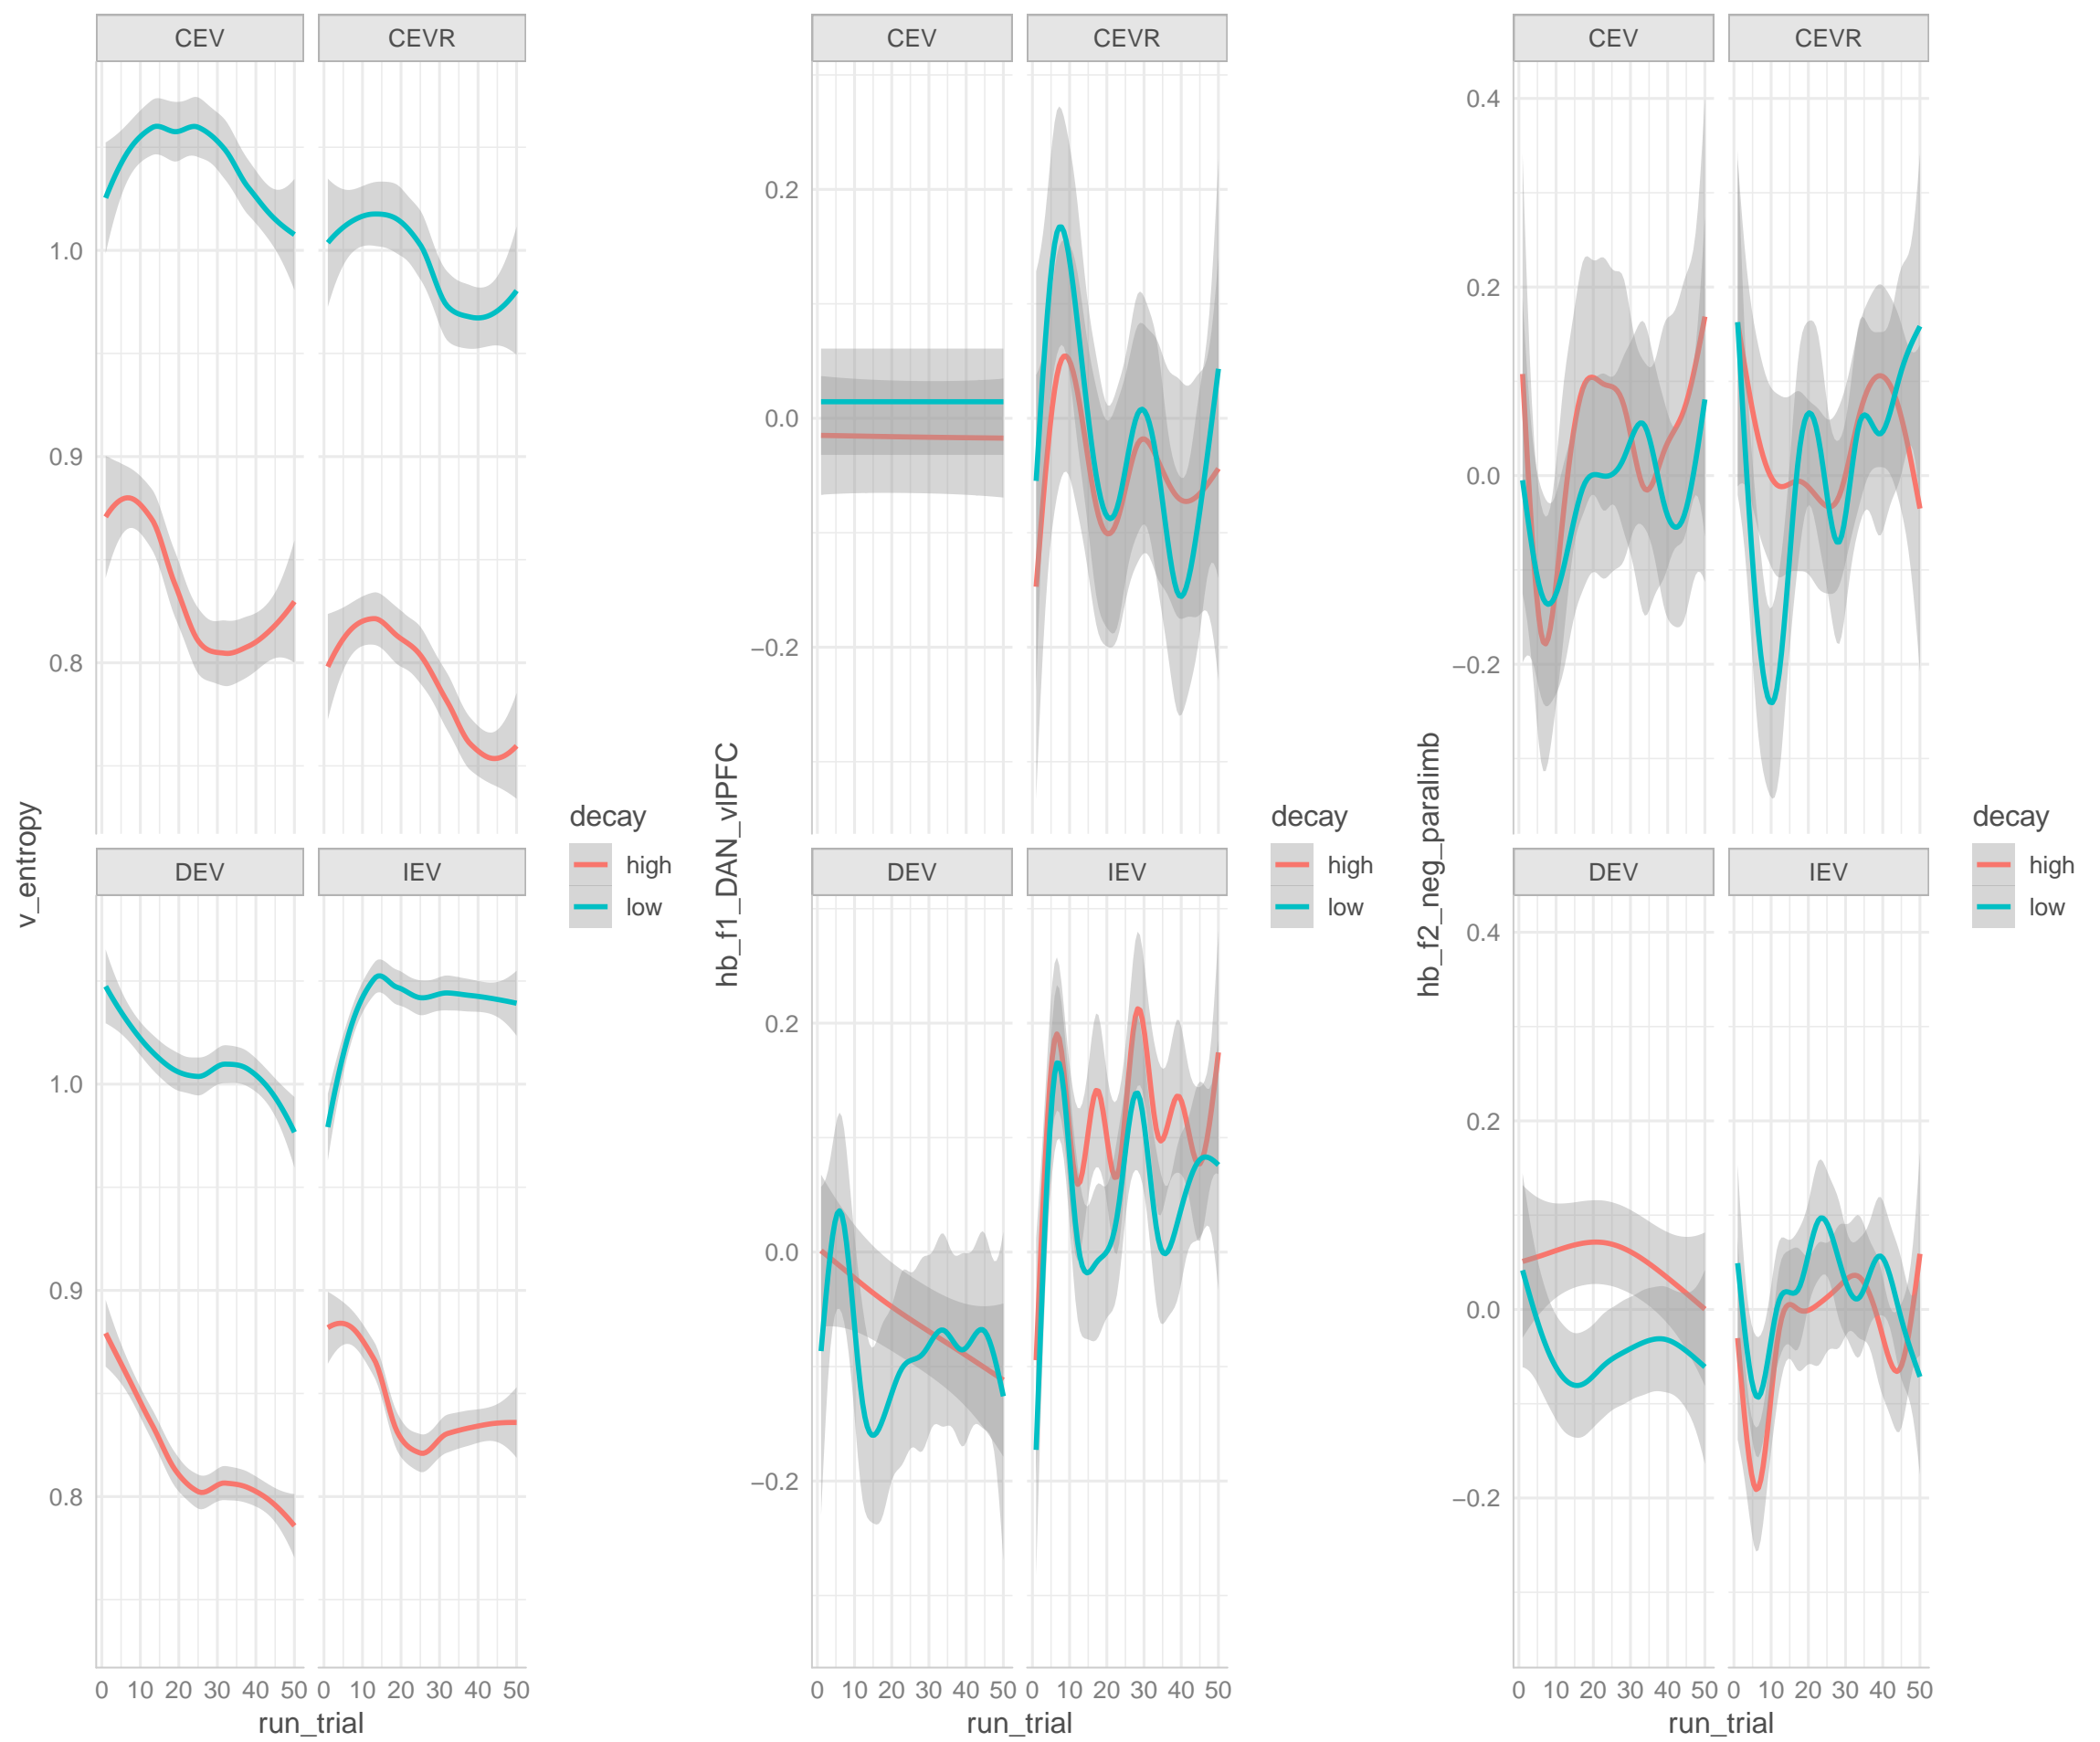 CEV CEVR
1.0
0.9
0.8
v_entropy
DEV IEV
1.0
0.9
0.8
0 10 20 30 40 50 0 10 20 30 40 50
run_trial
decay
high
low
CEV CEVR
0.2
0.0
−0.2
hb_f1_DAN_vlPFC
DEV IEV
0.2
0.0
−0.2
0 10 20 30 40 50 0 10 20 30 40 50
run_trial
decay
high
low
CEV CEVR
0.4
0.2
0.0
−0.2
hb_f2_neg_paralimb
DEV IEV
0.4
0.2
0.0
−0.2
0 10 20 30 40 50 0 10 20 30 40 50
run_trial
decay
high
low